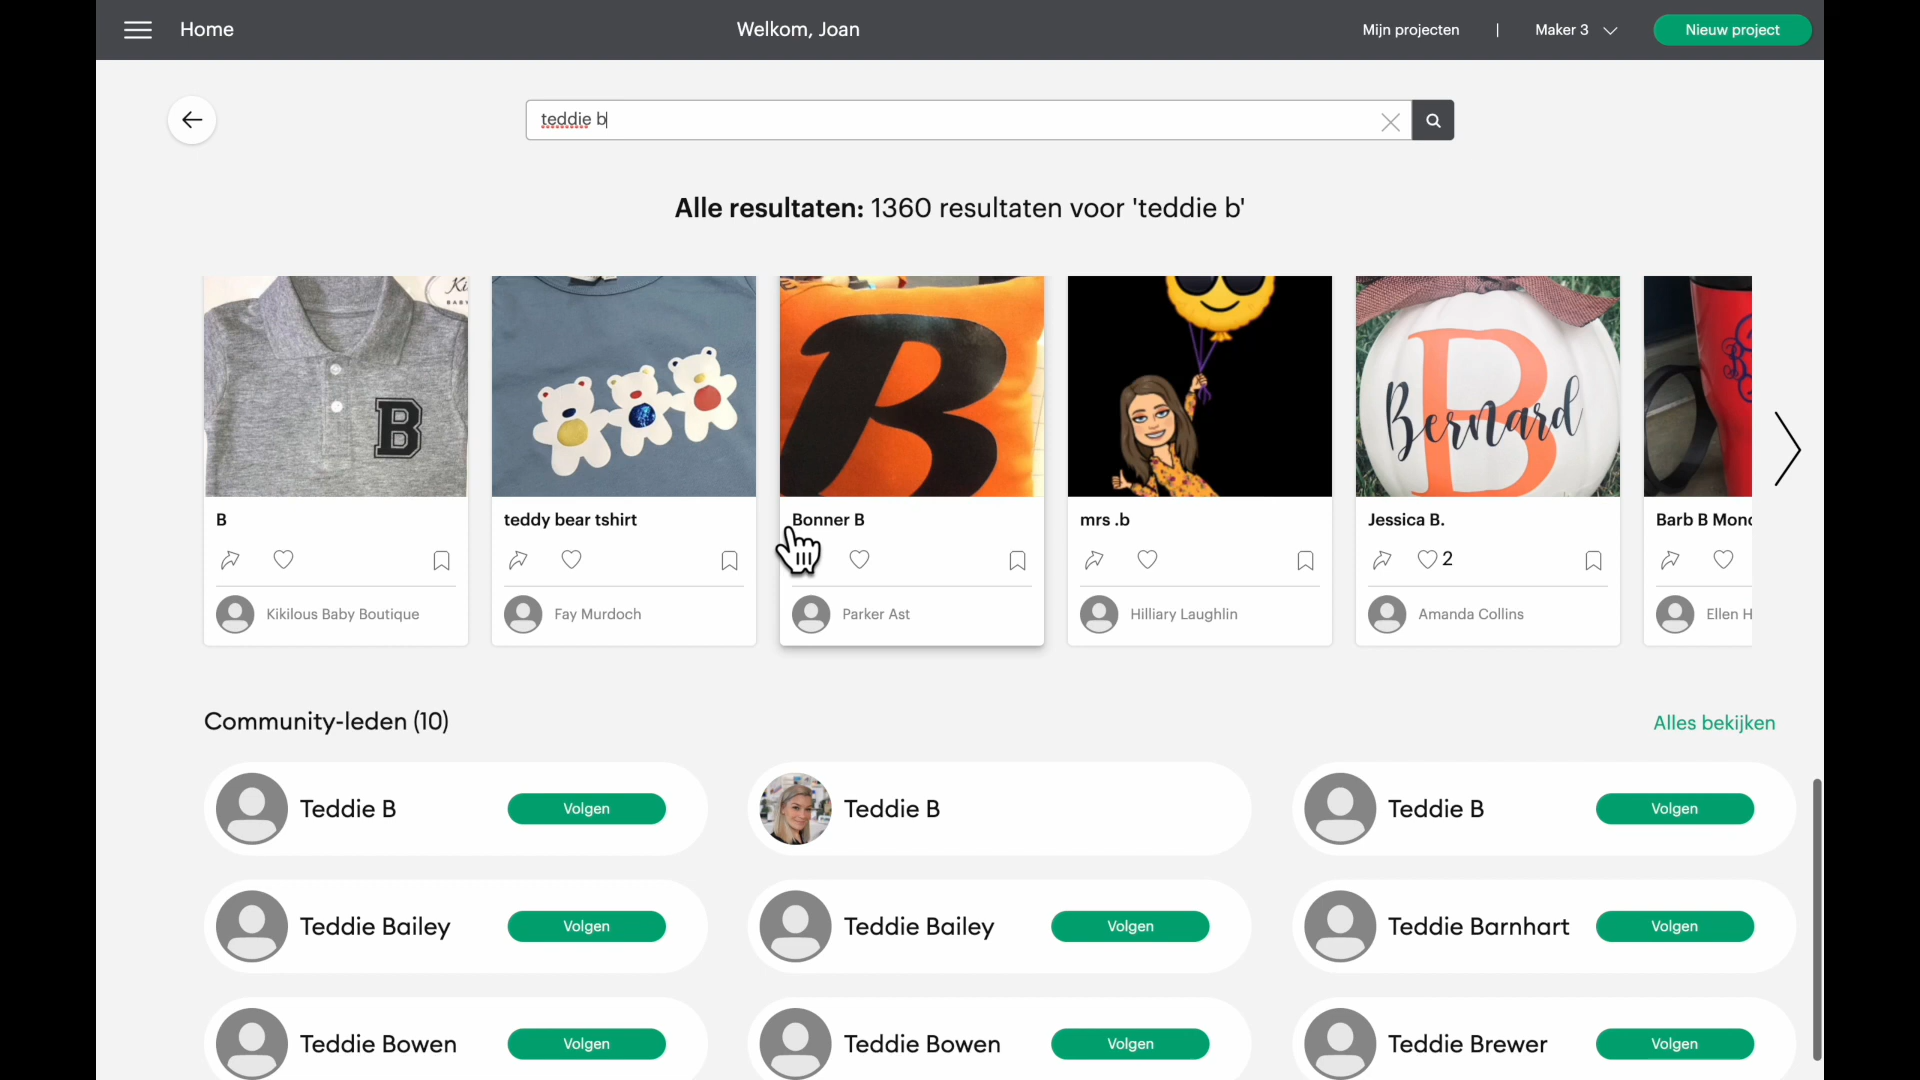 Home
Welkom, Joan
Mijn projecten | Maker 3
Nieuw project
teddie b
Alle resultaten: 1360 resultaten voor 'teddie b'
B
B
Bernard
B
teddy bear tshirt
Bonner B
mrs .b
Jessica B.
Barb B Mono
2
Kikilous Baby Boutique
Fay Murdoch
Parker Ast
Hilliary Laughlin
Amanda Collins
Ellen H
Community-leden (10)
Alles bekijken
Teddie B
Volgen
Teddie B
Teddie B
Volgen
Teddie Bailey
Volgen
Teddie Bailey
Volgen
Teddie Barnhart
Volgen
Teddie Bowen
Volgen
Teddie Bowen
Volgen
Teddie Brewer
Volgen